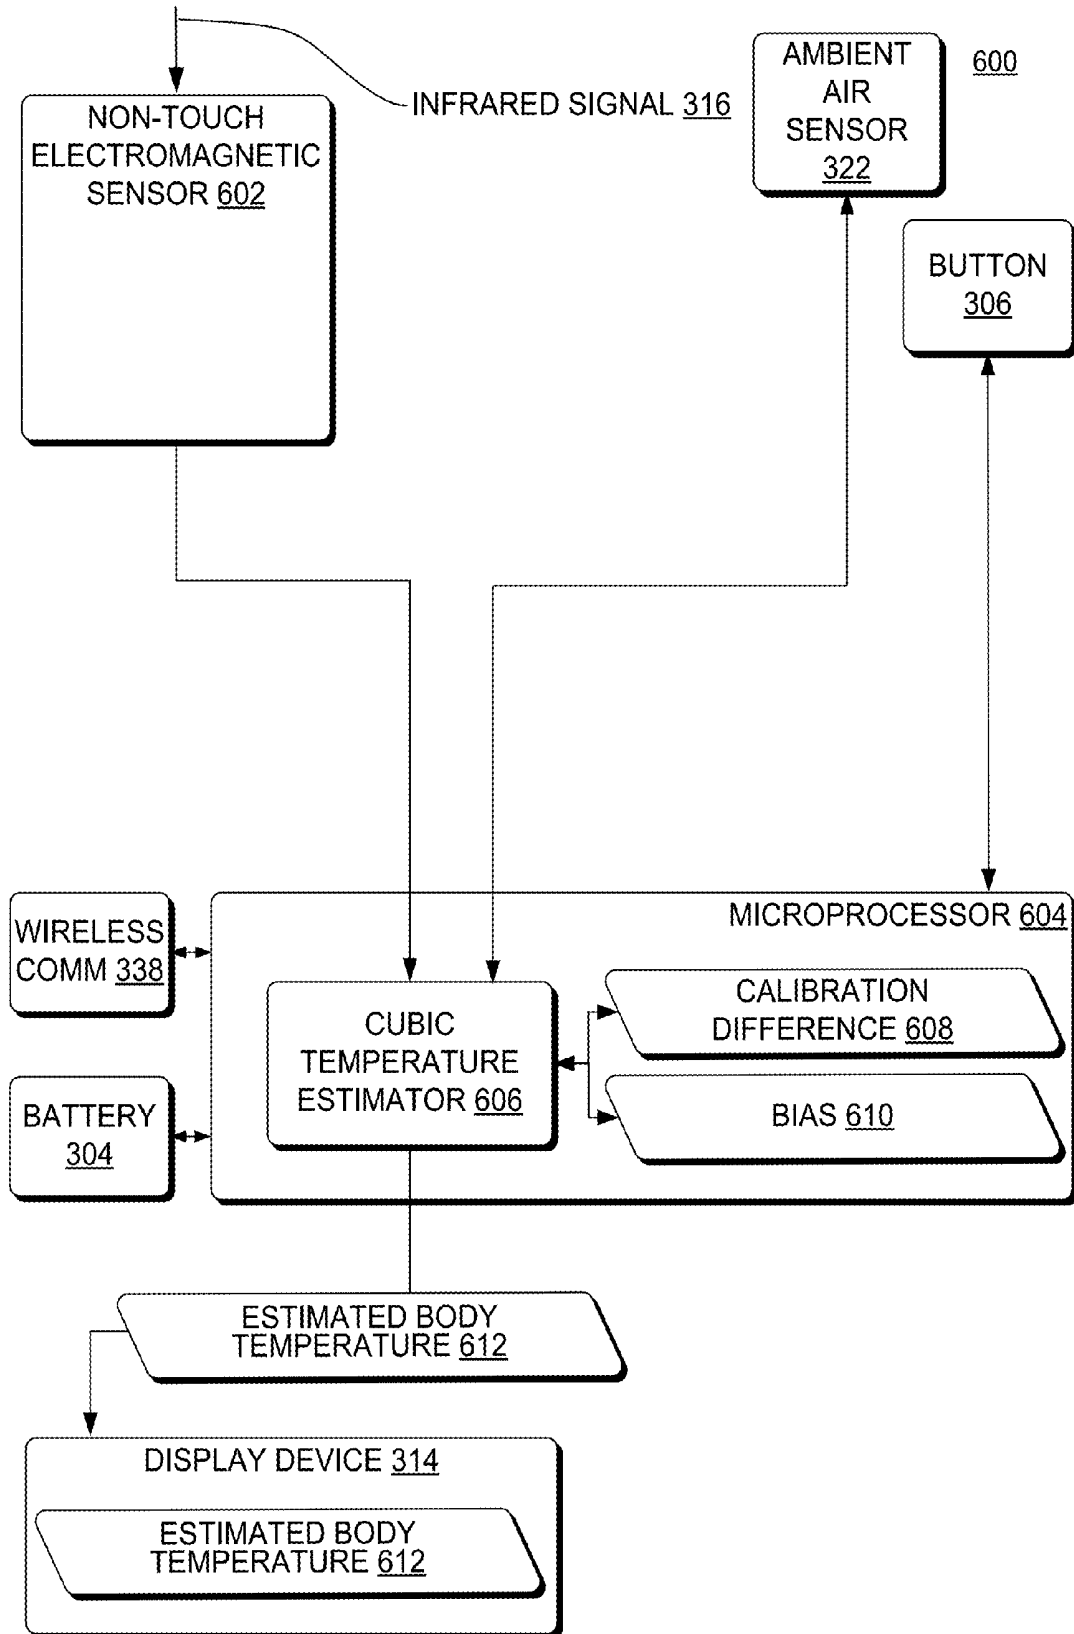 NON-TOUCH
ELECTROMAGNETIC
SENSOR 602
INFRARED SIGNAL 316
AMBIENT
AIR
SENSOR
322
600
BUTTON
306
MICROPROCESSOR 604
WIRELESS
COMM 338
BATTERY
304
CUBIC
TEMPERATURE
ESTIMATOR 606
CALIBRATION
DIFFERENCE 608
BIAS 610
ESTIMATED BODY
TEMPERATURE 612
DISPLAY DEVICE 314
ESTIMATED BODY
TEMPERATURE 612